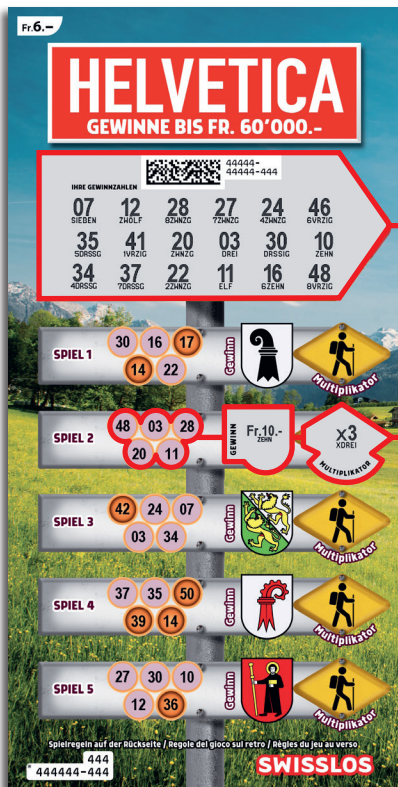 Fr.6.–
HELVETICA
GEWINNE BIS FR. 60’000.-
44444-
44444-444
IHRE GEWINNZAHLEN
07 12 28 27 24 46
SIEBEN ZWÖLF 8ZWNZG 7ZWNZG 4ZWNZG 6VRZIG
35 41 20 03 30 10
5DRSSG 1VRZIG ZWNZG DREI DRSSIG ZEHN
34 37 22 11 16 48
4DRSSG 7DRSSG 2ZWNZG ELF 6ZEHN 8VRZIG
SPIEL 1 30 16 17 Gewinn
14 22 Multiplikator
SPIEL 2 48 03 28 GEWINN Fr.10.- x3
20 11 ZEHN XDREI
MULTIPLIKATOR
SPIEL 3 42 24 07 Gewinn
03 34 Multiplikator
SPIEL 4 37 35 50 Gewinn
39 14 Multiplikator
SPIEL 5 27 30 10 Gewinn
12 36 Multiplikator
Spielregeln auf der Rückseite / Regole del gioco sul retro / Règles du jeu au verso
444
444444-444
SWISSLOS